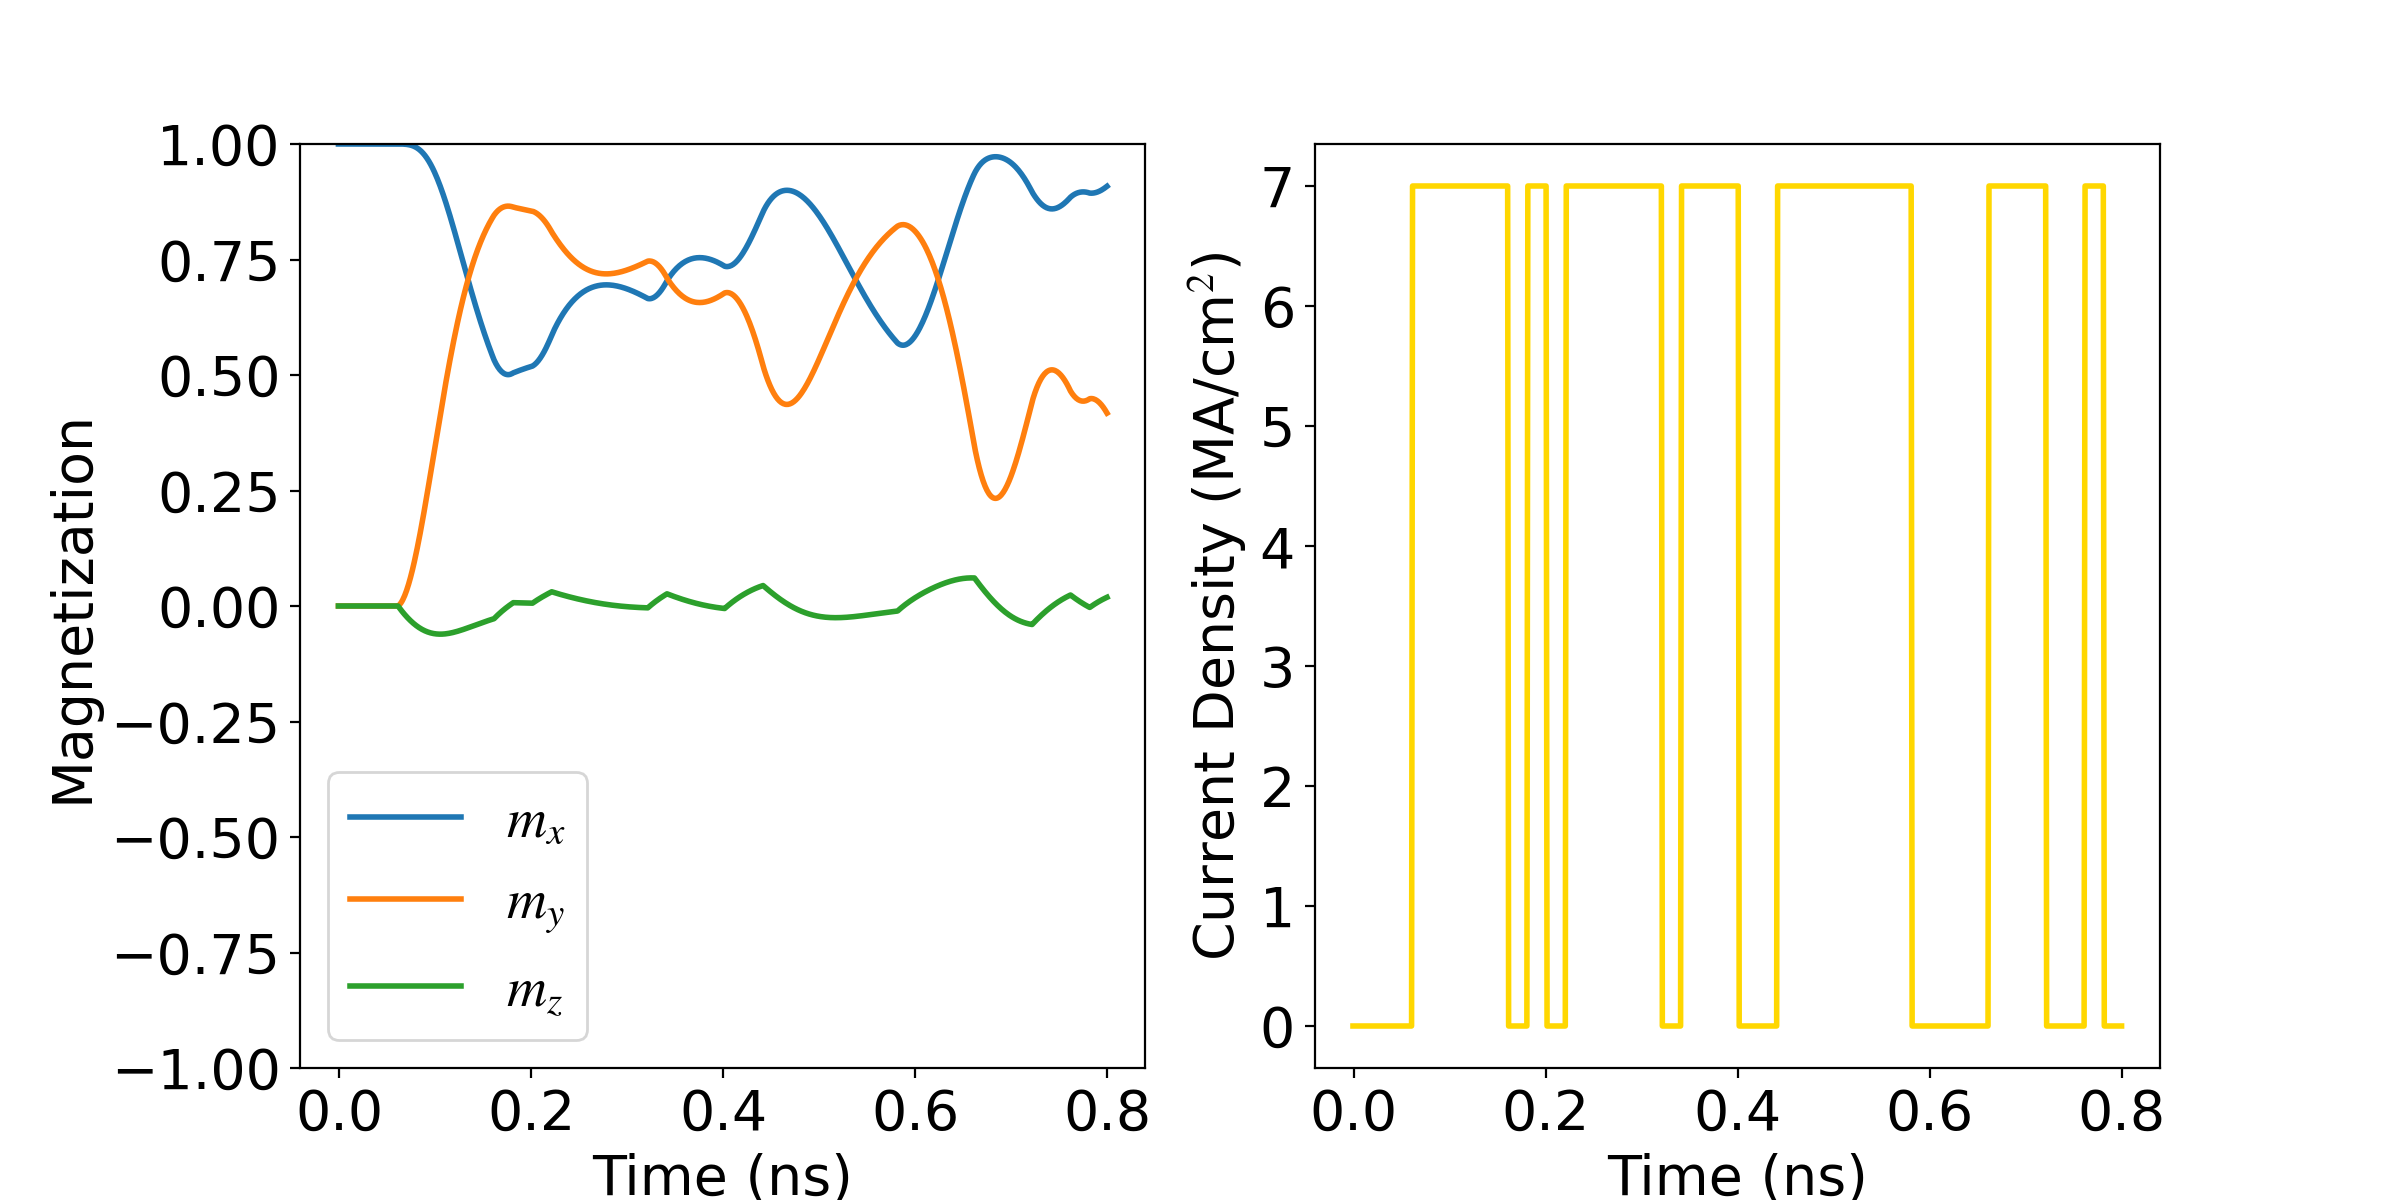 Magnetization
1.00
0.75
0.50
0.25
0.00
−0.25
−0.50
−0.75
−1.00
0.0 0.2 0.4 0.6 0.8
Time (ns)
mₓ
m_y
m_z
Current Density (MA/cm²)
7
6
5
4
3
2
1
0
0.0 0.2 0.4 0.6 0.8
Time (ns)